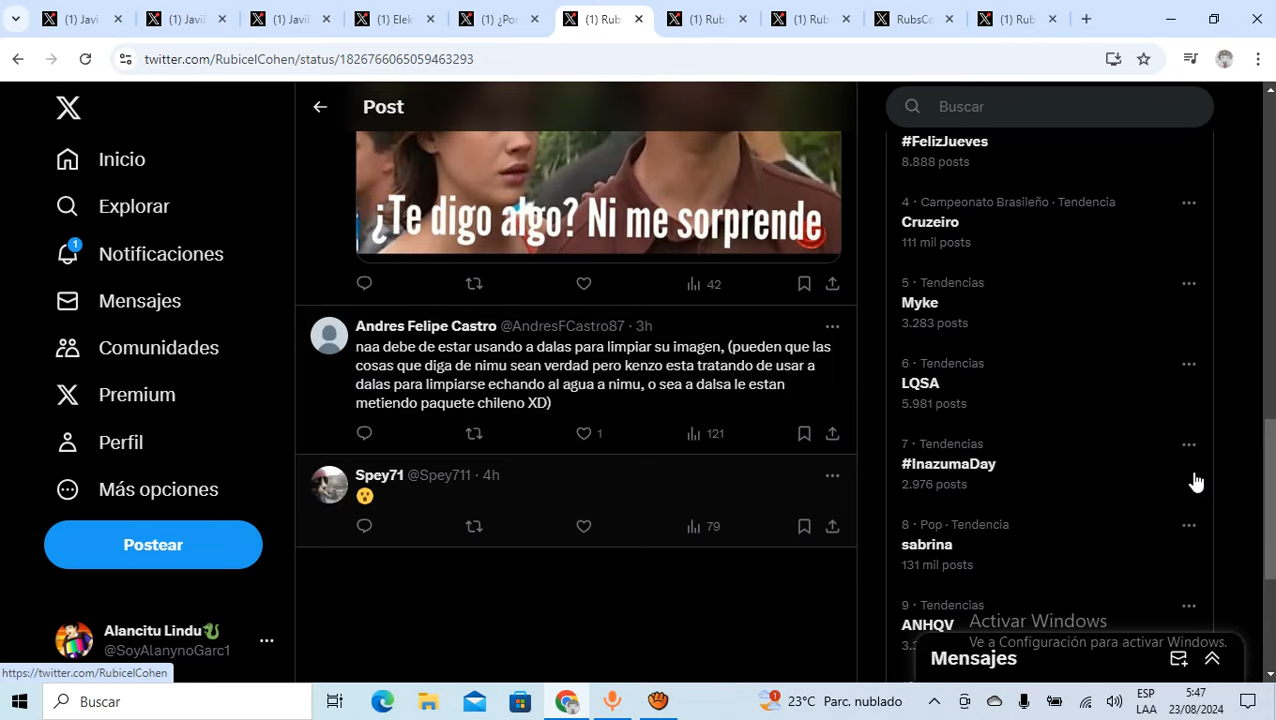 (1) Javi
(1) Javil
(1) Javil
(1) Elek
(1) ¿Por
(1) Rub
(1) Rub
(1) Rub
RubsCo
(1) Rub
twitter.com/RubicelCohen/status/1826766065059463293
Inicio
Explorar
1
Notificaciones
Mensajes
Comunidades
Premium
Perfil
Más opciones
Postear
Alancitu Lindu
@SoyAlanynoGarc1
https://twitter.com/RubicelCohen
Post
¿Te digo algo? Ni me sorprende
42
Andres Felipe Castro @AndresFCastro87 · 3h
naa debe de estar usando a dalas para limpiar su imagen, (pueden que las
cosas que diga de nimu sean verdad pero kenzo esta tratando de usar a
dalas para limpiarse echando al agua a nimu, o sea a dalsa le estan
metiendo paquete chileno XD)
1
121
Spey71 @Spey711 · 4h
😮
79
Buscar
#FelizJueves
8.888 posts
4 · Campeonato Brasileño · Tendencia
Cruzeiro
111 mil posts
5 · Tendencias
Myke
3.283 posts
6 · Tendencias
LQSA
5.981 posts
7 · Tendencias
#InazumaDay
2.976 posts
8 · Pop · Tendencia
sabrina
131 mil posts
9 · Tendencias
ANHQV
Activar Windows
Ve a Configuración para activar Windows.
Mensajes
Buscar
1
23°C Parc. nublado
ESP
LAA
5:47
23/08/2024